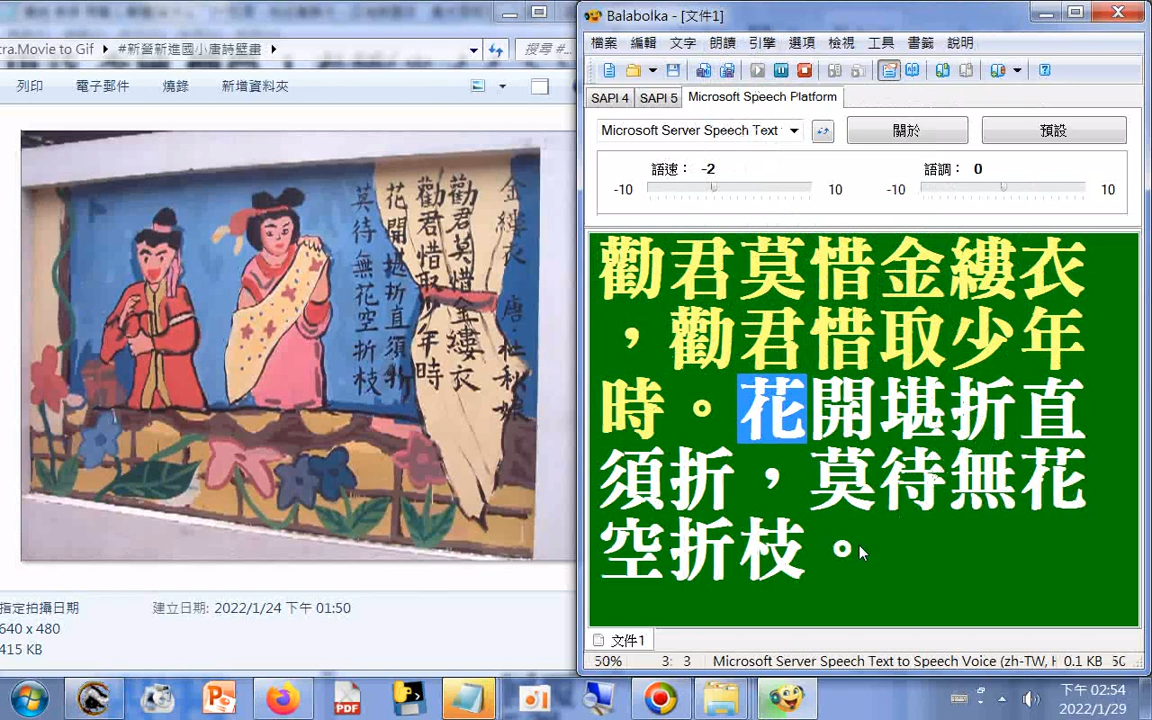 Balabolka - [文件1]
tra.Movie to Gif ▸ #新營新進國小唐詩壁畫 ▸
搜尋 #...
列印 電子郵件 燒錄 新增資料夾
檔案 編輯 文字 朗讀 引擎 選項 檢視 工具 書籤 說明
SAPI 4 SAPI 5 Microsoft Speech Platform
Microsoft Server Speech Text
關於 預設
語速： -2
-10 10
語調： 0
-10 10
金縷衣 唐．杜秋娘
勸君莫惜金縷衣
勸君惜取少年時
花開堪折直須折
莫待無花空折枝
勸君莫惜金縷衣
，勸君惜取少年
時。花開堪折直
須折，莫待無花
空折枝。
指定拍攝日期 建立日期: 2022/1/24 下午 01:50
640 x 480
415 KB
文件1
50% 3: 3 Microsoft Server Speech Text to Speech Voice (zh-TW, H 0.1 KB 50
PDF
下午 02:54
2022/1/29